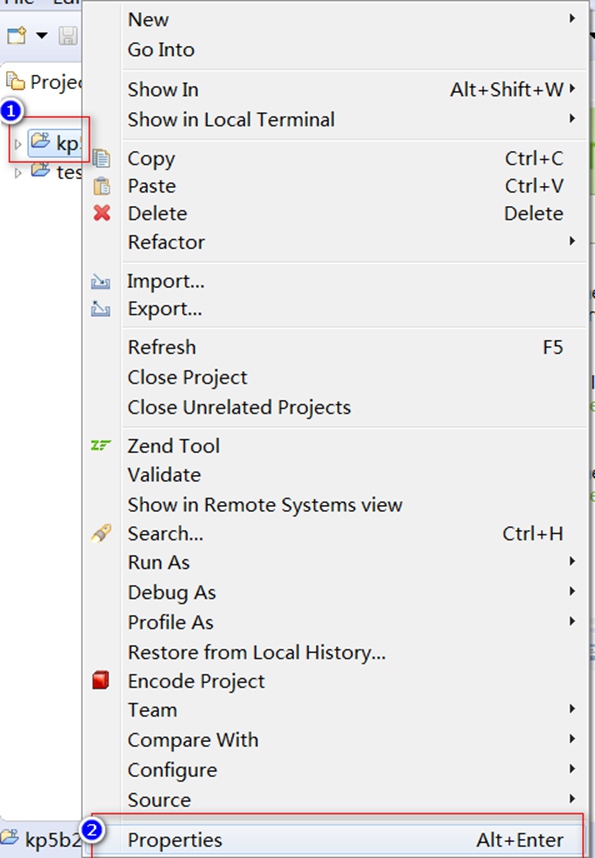 New
Go Into
Projec
Show In Alt+Shift+W
1
Show in Local Terminal
kp5
Copy Ctrl+C
tes
Paste Ctrl+V
Delete Delete
Refactor
Import...
Export...
Refresh F5
Close Project
Close Unrelated Projects
Zend Tool
Validate
Show in Remote Systems view
Search... Ctrl+H
Run As
Debug As
Profile As
Restore from Local History...
Encode Project
Team
Compare With
Configure
Source
2
kp5b2
Properties Alt+Enter